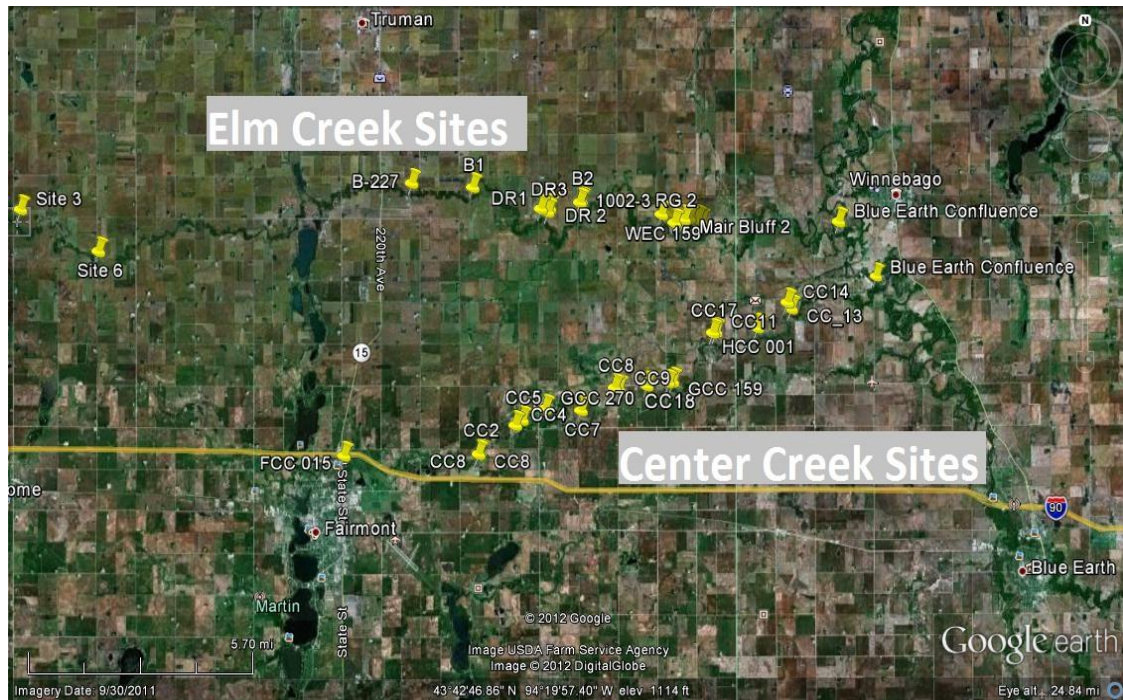 Truman
N
Elm Creek Sites
B1
B-227
DR3
B2
DR1
DR 2
1002-3 RG 2
WEC 159
Mair Bluff 2
Winnebago
Blue Earth Confluence
Site 3
Site 6
220th Ave
Blue Earth Confluence
CC14
CC_13
CC17
CC11
HCC 001
15
CC8
CC9
GCC 159
CC18
CC5
GCC 270
CC4
CC7
CC2
CC8
CC8
FCC 015
Center Creek Sites
ome
State St
90
Fairmont
Blue Earth
Martin
State St
5.70 mi
© 2012 Google
Image USDA Farm Service Agency
Image © 2012 DigitalGlobe
Google earth
Imagery Date: 9/30/2011
43°42'46.86" N 94°19'57.40" W elev 1114 ft
Eye alt 24.84 mi